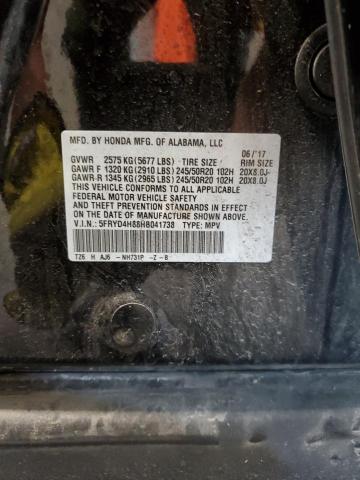 MFD. BY HONDA MFG. OF ALABAMA, LLC
06/'17
GVWR 2575 KG(5677 LBS) TIRE SIZE RIM SIZE
GAWR F 1320 KG(2910 LBS) 245/50R20 102H 20X8.0J
GAWR-R 1345 KG(2965 LBS) 245/50R20 102H 20X8.0J
THIS VEHICLE CONFORMS TO ALL APPLICABLE
FEDERAL MOTOR VEHICLE SAFETY
AND THEFT PREVENTION STANDARDS IN EFFECT
ON THE DATE OF MANUFACTURE SHOWN ABOVE.
V.I.N.: 5FRYD4H88HB041738 TYPE: MPV
TZ6 H AJ6 -NH731P -Z -B